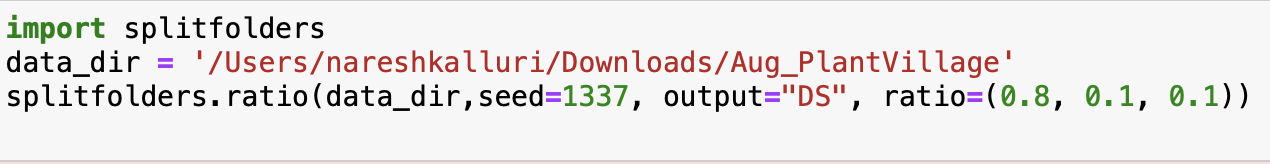 import splitfolders
data_dir = '/Users/nareshkalluri/Downloads/Aug_PlantVillage'
splitfolders.ratio(data_dir,seed=1337, output="DS", ratio=(0.8, 0.1, 0.1))